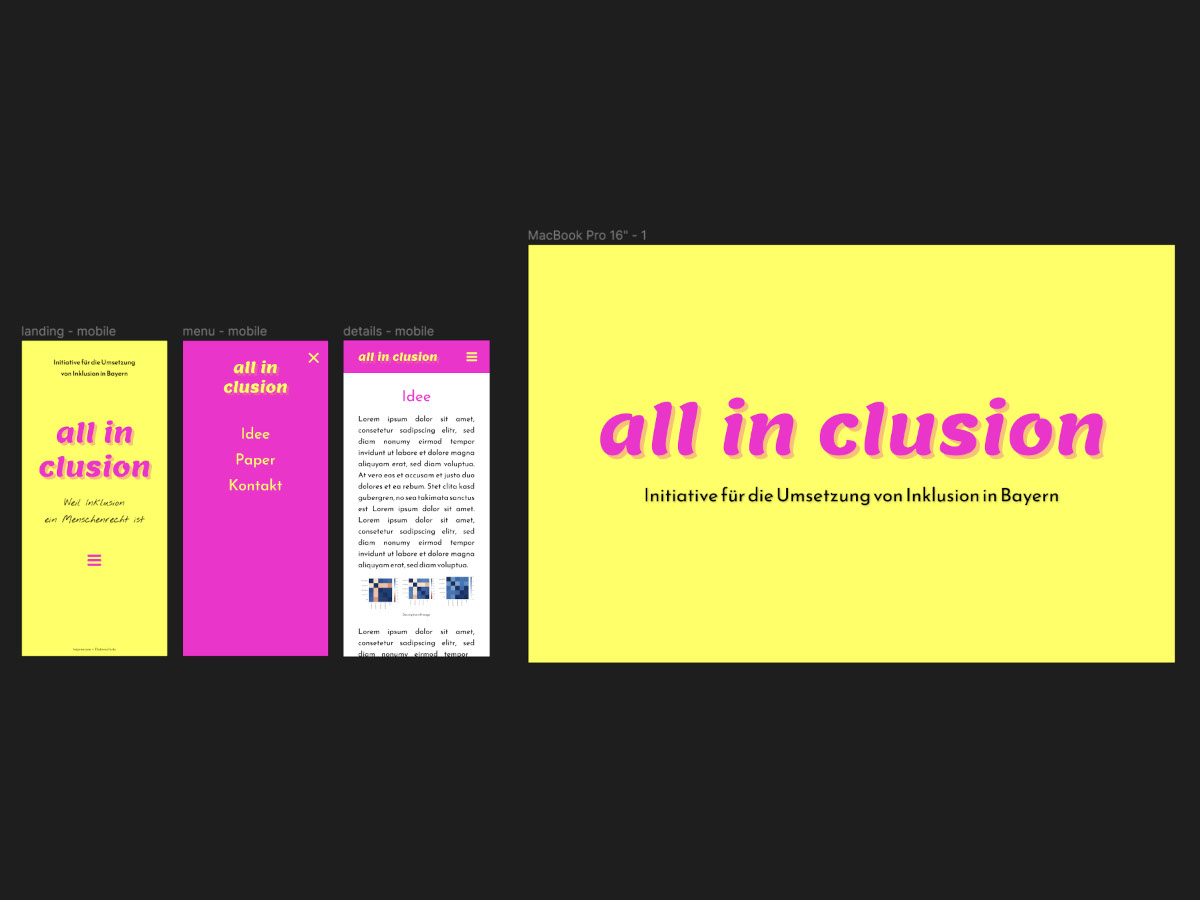 MacBook Pro 16" - 1
all in clusion
Initiative für die Umsetzung von Inklusion in Bayern
landing - mobile
Initiative für die Umsetzung
von Inklusion in Bayern
all in
clusion
Weil Inklusion
ein Menschenrecht ist
menu - mobile
all in
clusion
Idee
Paper
Kontakt
details - mobile
all in clusion
Idee
Lorem ipsum dolor sit amet,
consetetur sadipscing elitr, sed
diam nonumy eirmod tempor
invidunt ut labore et dolore magna
aliquyam erat, sed diam voluptua.
At vero eos et accusam et justo duo
dolores et ea rebum. Stet clita kasd
gubergren, no sea takimata sanctus
est Lorem ipsum dolor sit amet.
Lorem ipsum dolor sit amet,
consetetur sadipscing elitr, sed
diam nonumy eirmod tempor
invidunt ut labore et dolore magna
aliquyam erat, sed diam voluptua.
Lorem ipsum dolor sit amet,
consetetur sadipscing elitr, sed
diam nonumy eirmod tempor